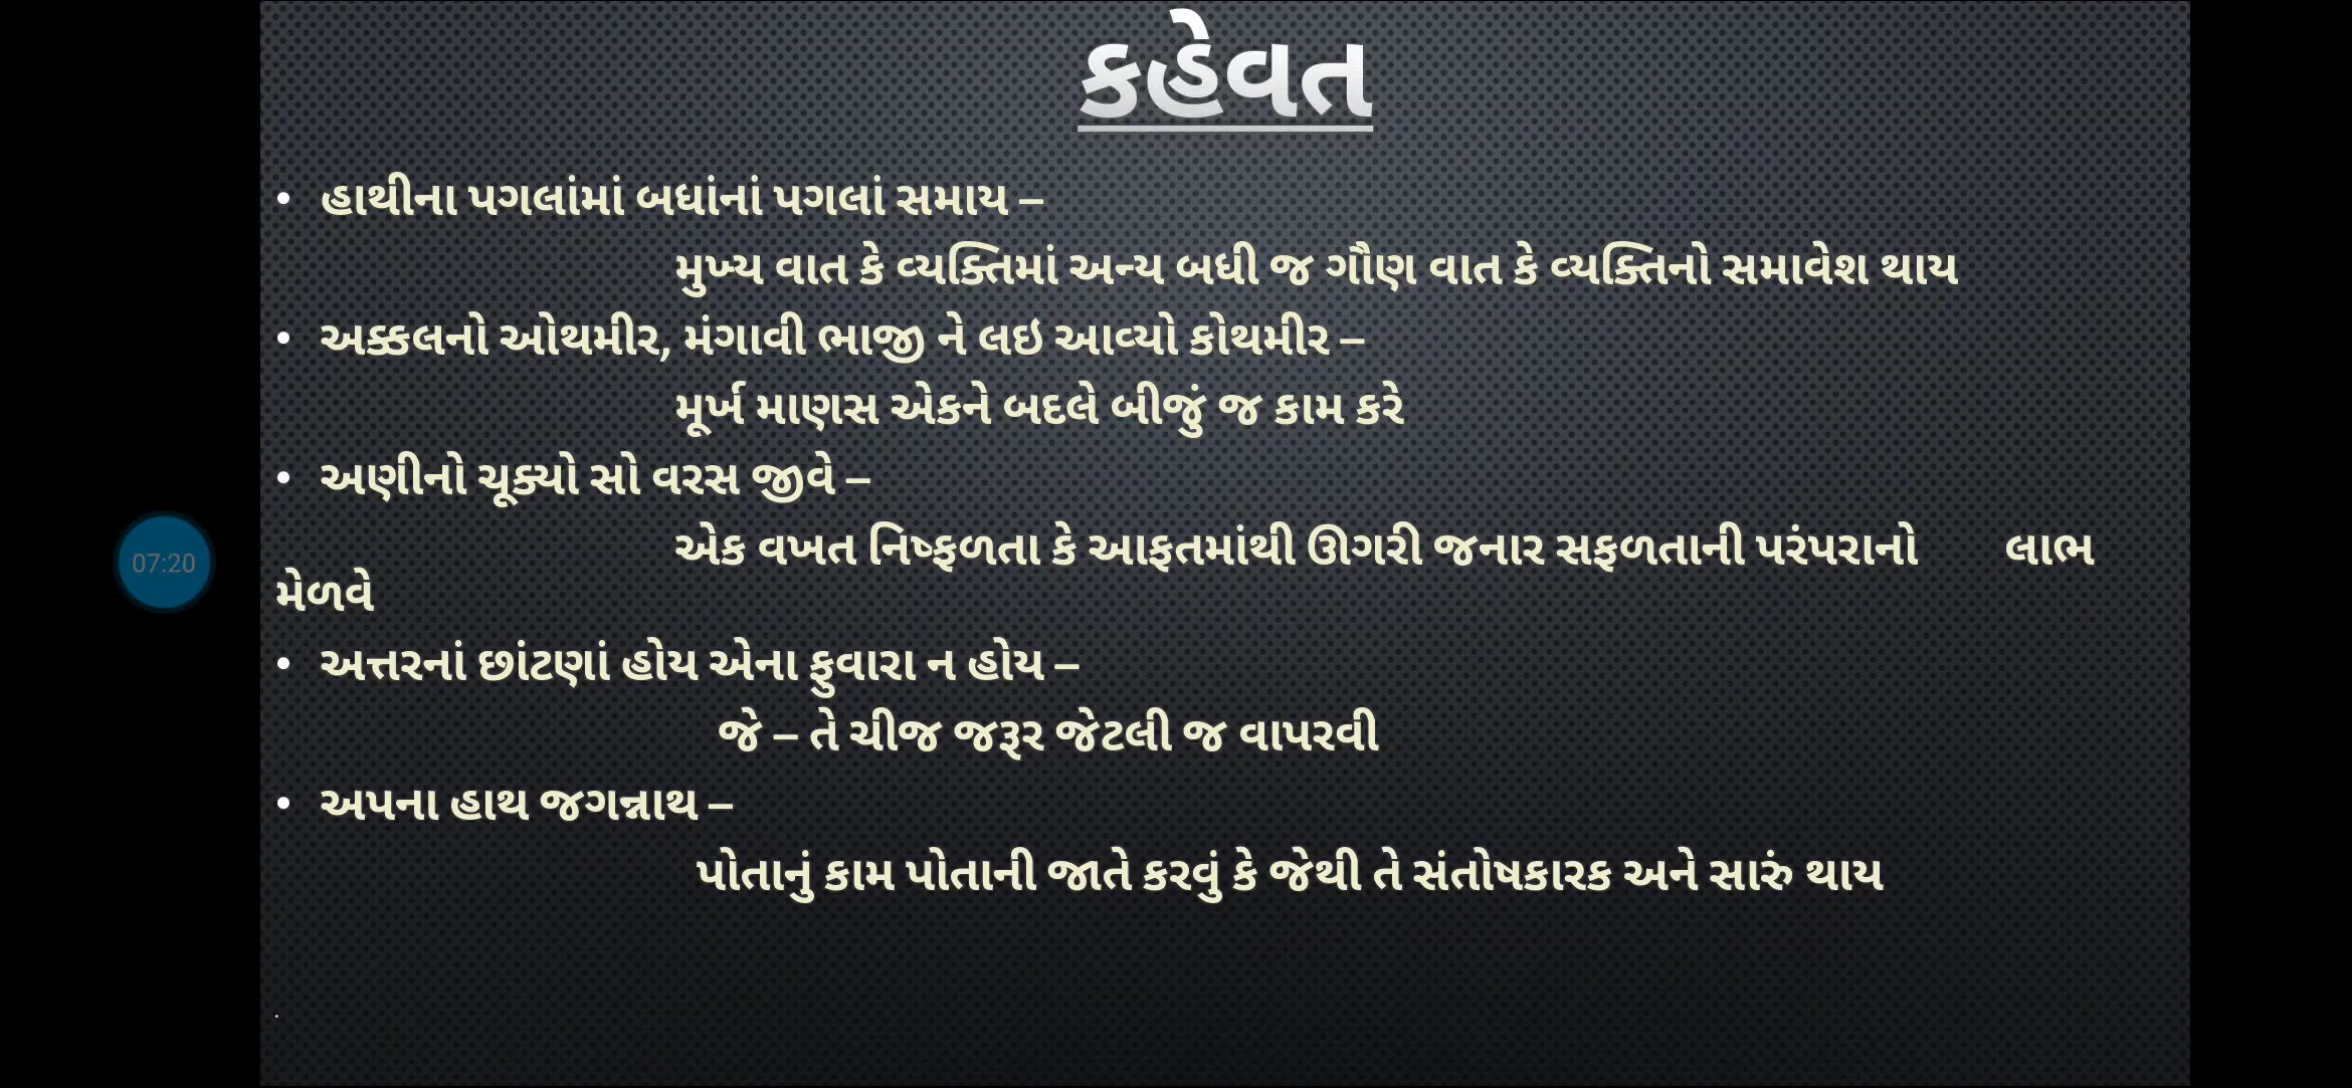 કહેવત
• હાથીના પગલાંમાં બધાંનાં પગલાં સમાય –
મુખ્ય વાત કે વ્યક્તિમાં અન્ય બધી જ ગૌણ વાત કે વ્યક્તિનો સમાવેશ થાય
• અક્કલનો ઓથમીર, મંગાવી ભાજી ને લઇ આવ્યો કોથમીર –
મૂર્ખ માણસ એકને બદલે બીજું જ કામ કરે
• અણીનો ચૂક્યો સો વરસ જીવે –
એક વખત નિષ્ફળતા કે આફતમાંથી ઊગરી જનાર સફળતાની પરંપરાનો લાભ
07:20
મેળવે
• અત્તરનાં છાંટણાં હોય એના ફુવારા ન હોય –
જે – તે ચીજ જરૂર જેટલી જ વાપરવી
• અપના હાથ જગન્નાથ –
પોતાનું કામ પોતાની જાતે કરવું કે જેથી તે સંતોષકારક અને સારું થાય
.